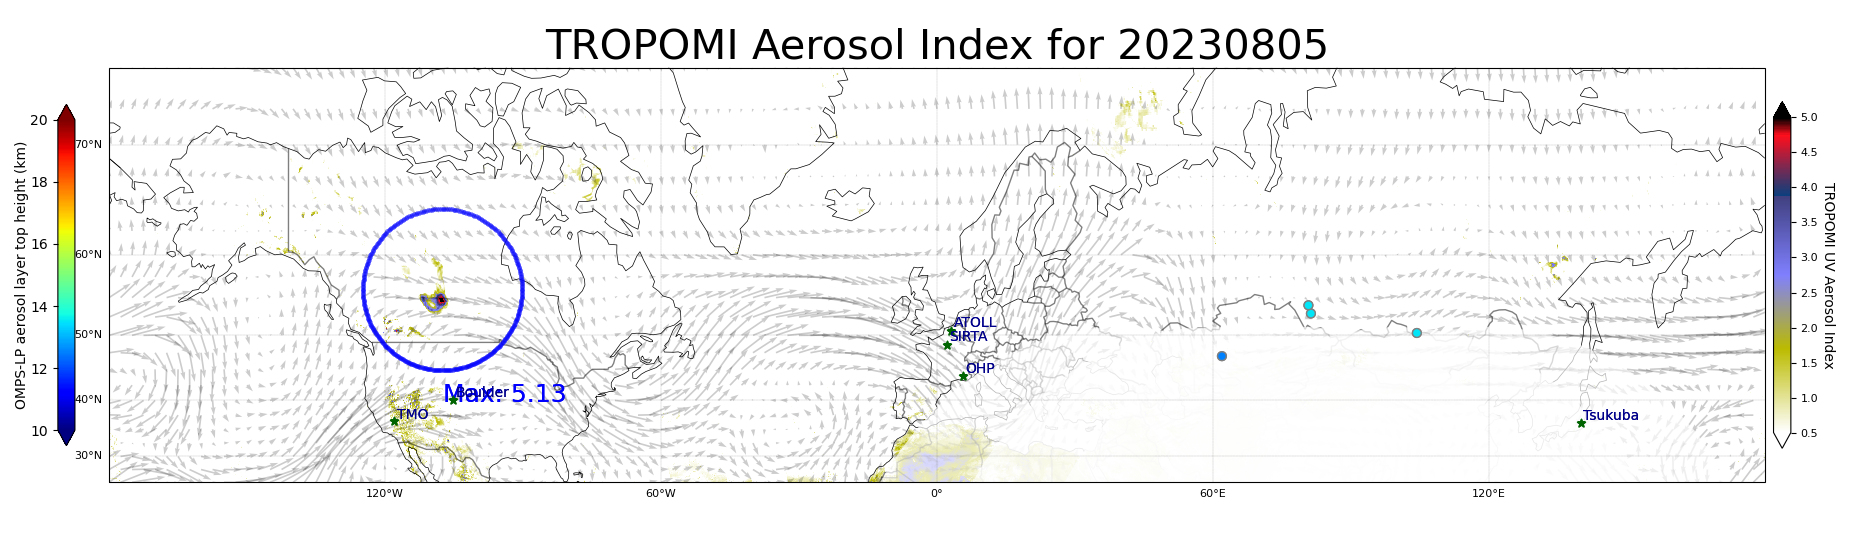 TROPOMI Aerosol Index for 20230805
OMPS-LP aerosol layer top height (km)
20
18
16
14
12
10
70°N
60°N
50°N
40°N
30°N
120°W
60°W
0°
60°E
120°E
ATOLL
SIRTA
OHP
Max: 5.13
Boulder
TMO
Tsukuba
5.0
4.5
4.0
3.5
3.0
2.5
2.0
1.5
1.0
0.5
TROPOMI UV Aerosol Index